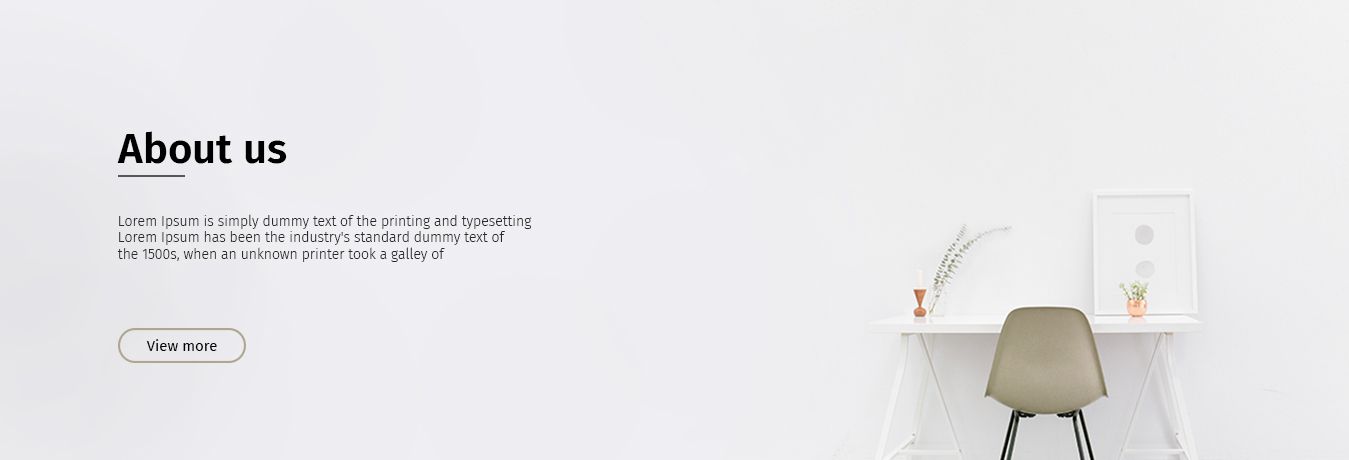 About us
Lorem Ipsum is simply dummy text of the printing and typesetting
Lorem Ipsum has been the industry's standard dummy text of
the 1500s, when an unknown printer took a galley of
View more